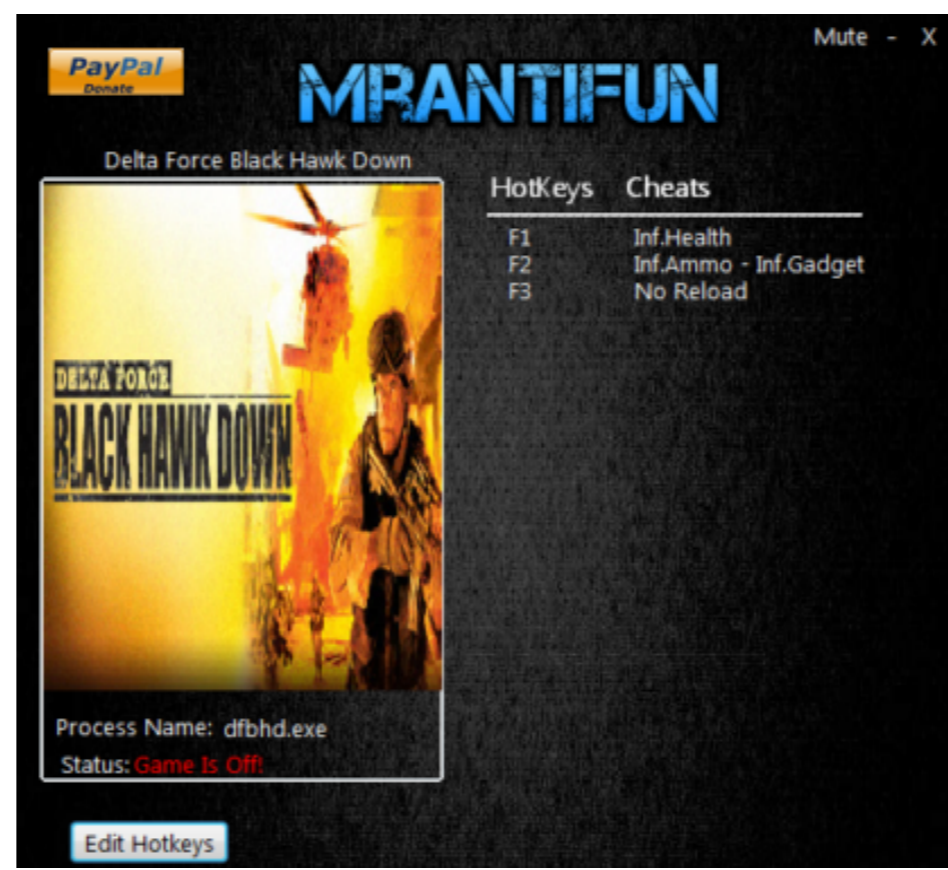 Mute - X
PayPal
Donate
MRANTIFUN
Delta Force Black Hawk Down
HotKeys Cheats
F1 Inf.Health
F2 Inf.Ammo - Inf.Gadget
F3 No Reload
DELTA FORCE
BLACK HAWK DOWN
Process Name: dfbhd.exe
Status: Game Is Off!
Edit Hotkeys